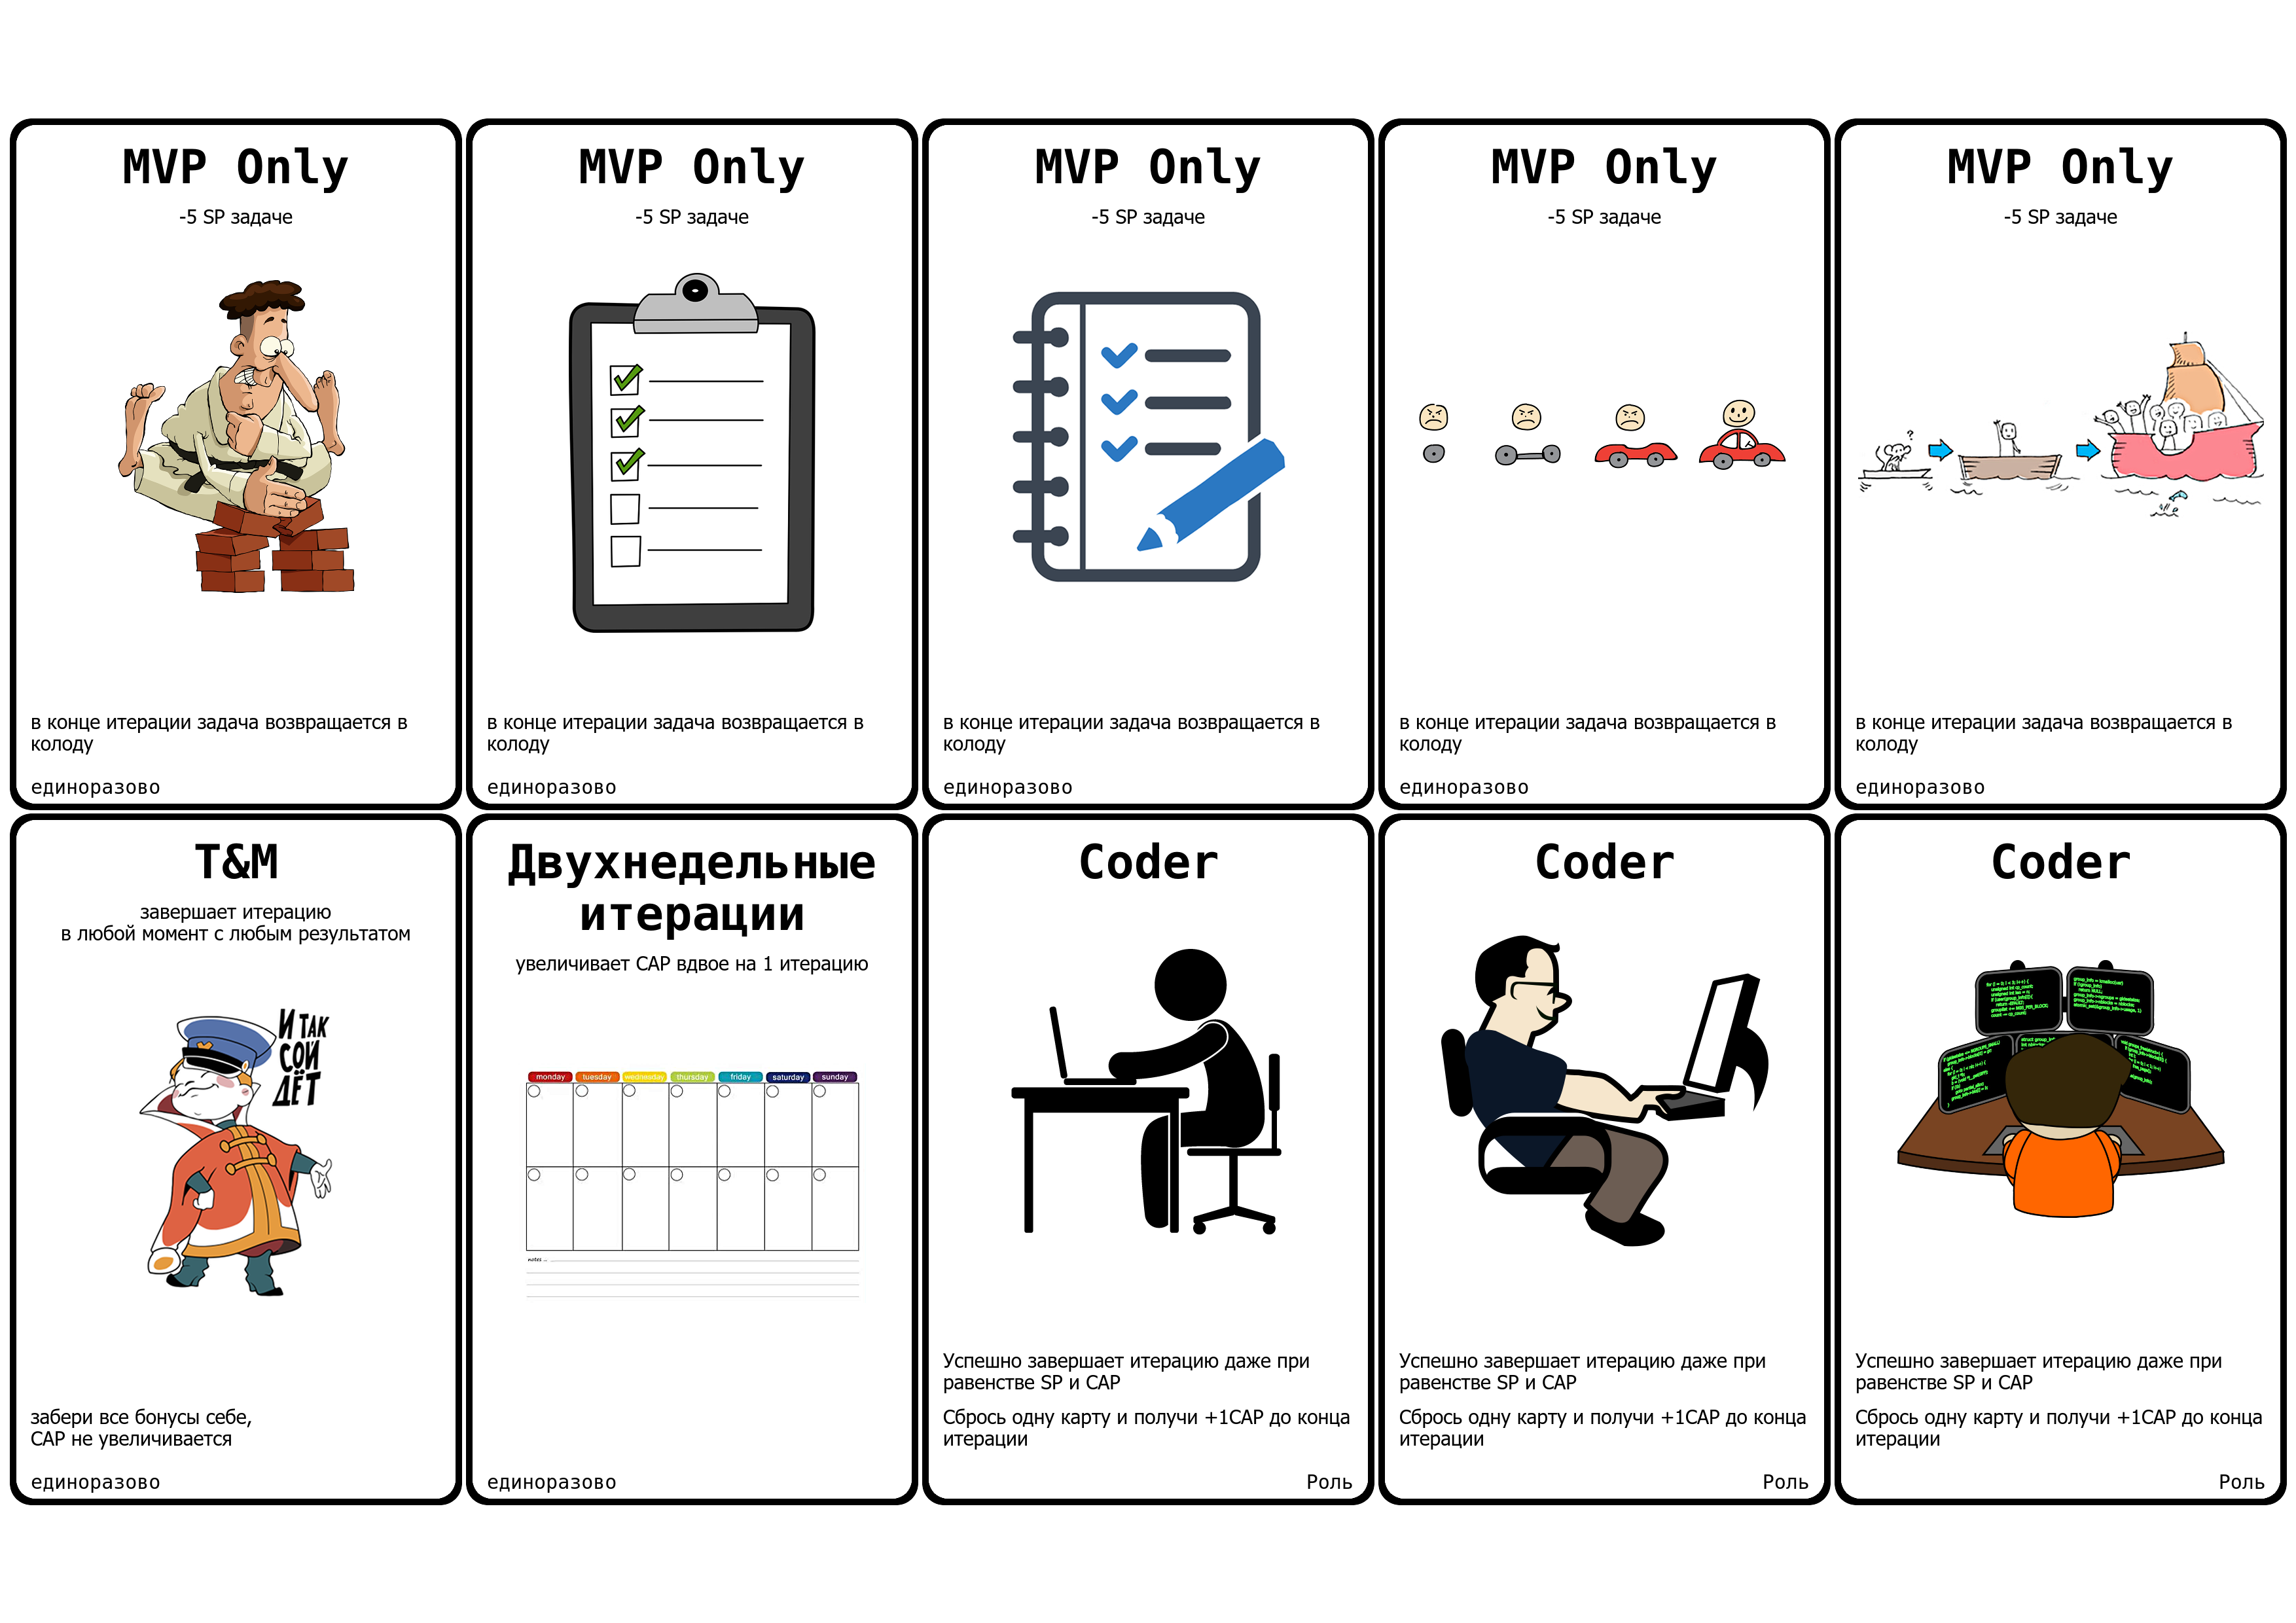 MVP Only
-5 SP задаче
в конце итерации задача возвращается в
колоду
единоразово
MVP Only
-5 SP задаче
в конце итерации задача возвращается в
колоду
единоразово
MVP Only
-5 SP задаче
в конце итерации задача возвращается в
колоду
единоразово
MVP Only
-5 SP задаче
в конце итерации задача возвращается в
колоду
единоразово
MVP Only
-5 SP задаче
?
в конце итерации задача возвращается в
колоду
единоразово
T&M
завершает итерацию
в любой момент с любым результатом
И ТАК
СОЙ
ДЁТ
забери все бонусы себе,
CAP не увеличивается
единоразово
Двухнедельные
итерации
увеличивает CAP вдвое на 1 итерацию
monday tuesday wednesday thursday friday saturday sunday
notes ...
единоразово
Coder
Успешно завершает итерацию даже при
равенстве SP и CAP
Сбрось одну карту и получи +1CAP до конца
итерации
Роль
Coder
Успешно завершает итерацию даже при
равенстве SP и CAP
Сбрось одну карту и получи +1CAP до конца
итерации
Роль
Coder
Успешно завершает итерацию даже при
равенстве SP и CAP
Сбрось одну карту и получи +1CAP до конца
итерации
Роль